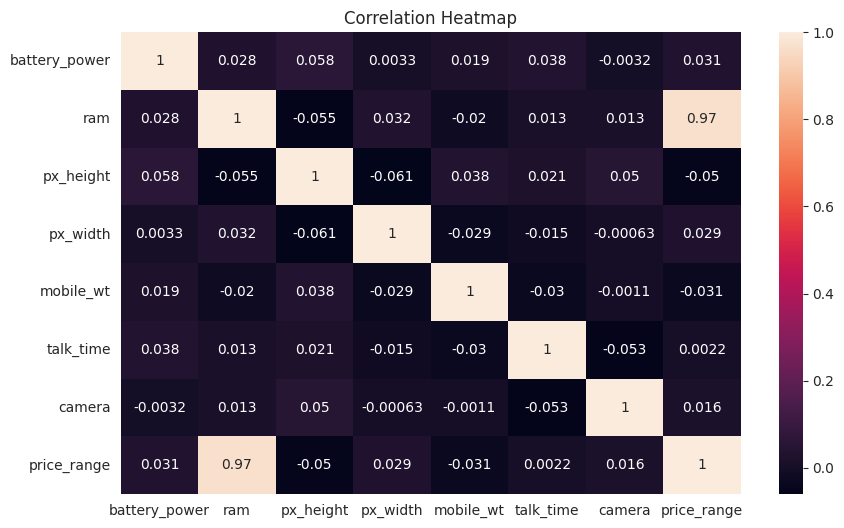 Correlation Heatmap
battery_power 1 0.028 0.058 0.0033 0.019 0.038 -0.0032 0.031
ram 0.028 1 -0.055 0.032 -0.02 0.013 0.013 0.97
px_height 0.058 -0.055 1 -0.061 0.038 0.021 0.05 -0.05
px_width 0.0033 0.032 -0.061 1 -0.029 -0.015 -0.00063 0.029
mobile_wt 0.019 -0.02 0.038 -0.029 1 -0.03 -0.0011 -0.031
talk_time 0.038 0.013 0.021 -0.015 -0.03 1 -0.053 0.0022
camera -0.0032 0.013 0.05 -0.00063 -0.0011 -0.053 1 0.016
price_range 0.031 0.97 -0.05 0.029 -0.031 0.0022 0.016 1
battery_power ram px_height px_width mobile_wt talk_time camera price_range
1.0
0.8
0.6
0.4
0.2
0.0